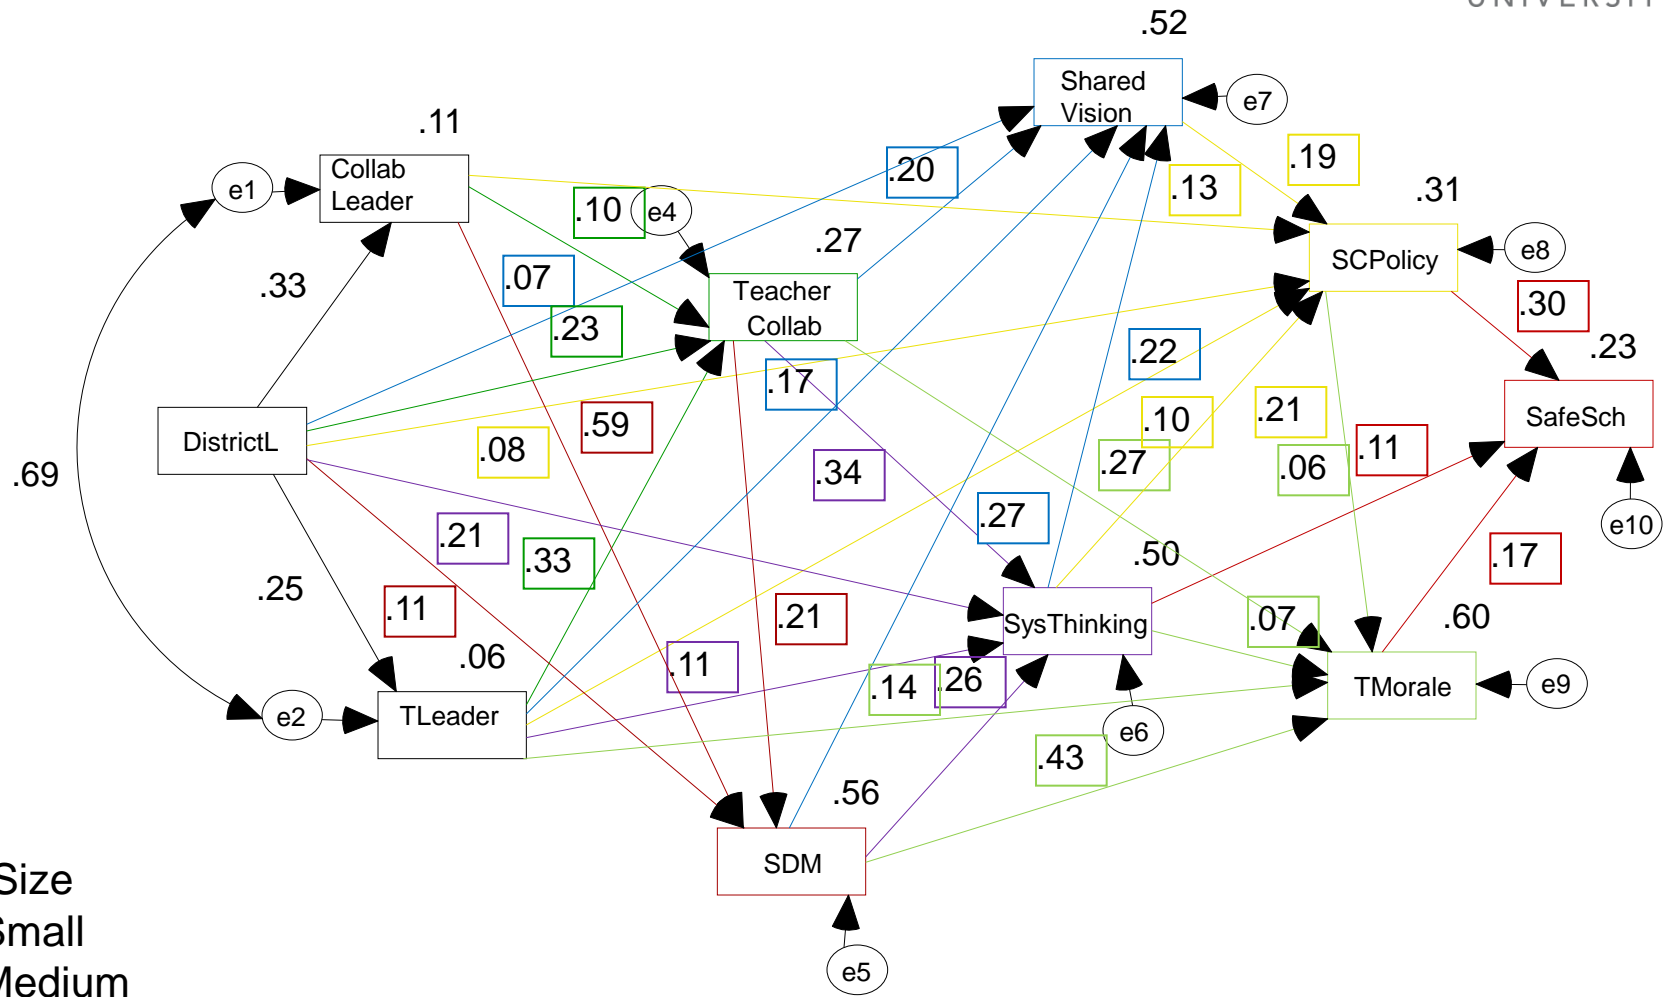 .52
Shared
Vision
e7
.11
.19
Collab
Leader
e1
.20
.13
.31
.10
e4
.27
SCPolicy
e8
.33
.07
Teacher
Collab
.30
.23
.22
.23
.17
SafeSch
.59
.10
.21
DistrictL
.08
.11
.69
.34
.27
.06
.27
e10
.21
.50
.33
.17
.25
.11
.21
.07
.60
SysThinking
.06
.11
.14
.26
TMorale
e9
TLeader
e2
e6
.43
.56
SDM
Size
Small
Medium
e5